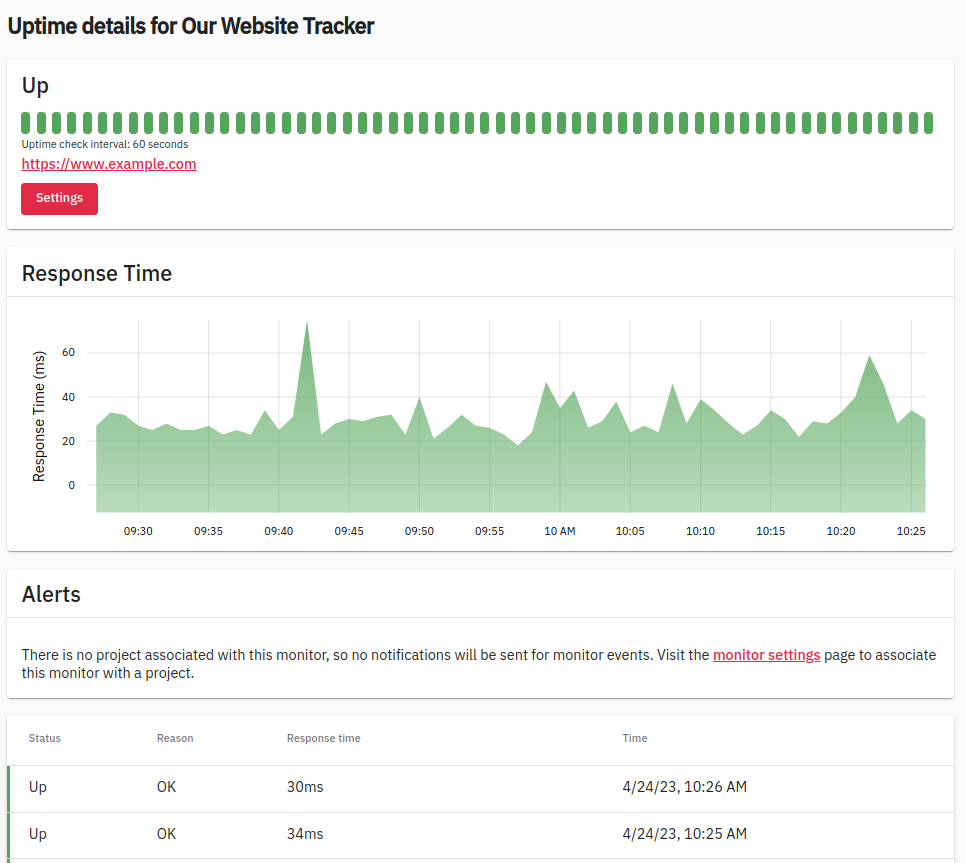 Uptime details for Our Website Tracker
Up
Uptime check interval: 60 seconds
https://www.example.com
Settings
Response Time
Response Time (ms)
60
40
20
0
09:30 09:35 09:40 09:45 09:50 09:55 10 AM 10:05 10:10 10:15 10:20 10:25
Alerts
There is no project associated with this monitor, so no notifications will be sent for monitor events. Visit the monitor settings page to associate
this monitor with a project.
Status Reason Response time Time
Up OK 30ms 4/24/23, 10:26 AM
Up OK 34ms 4/24/23, 10:25 AM